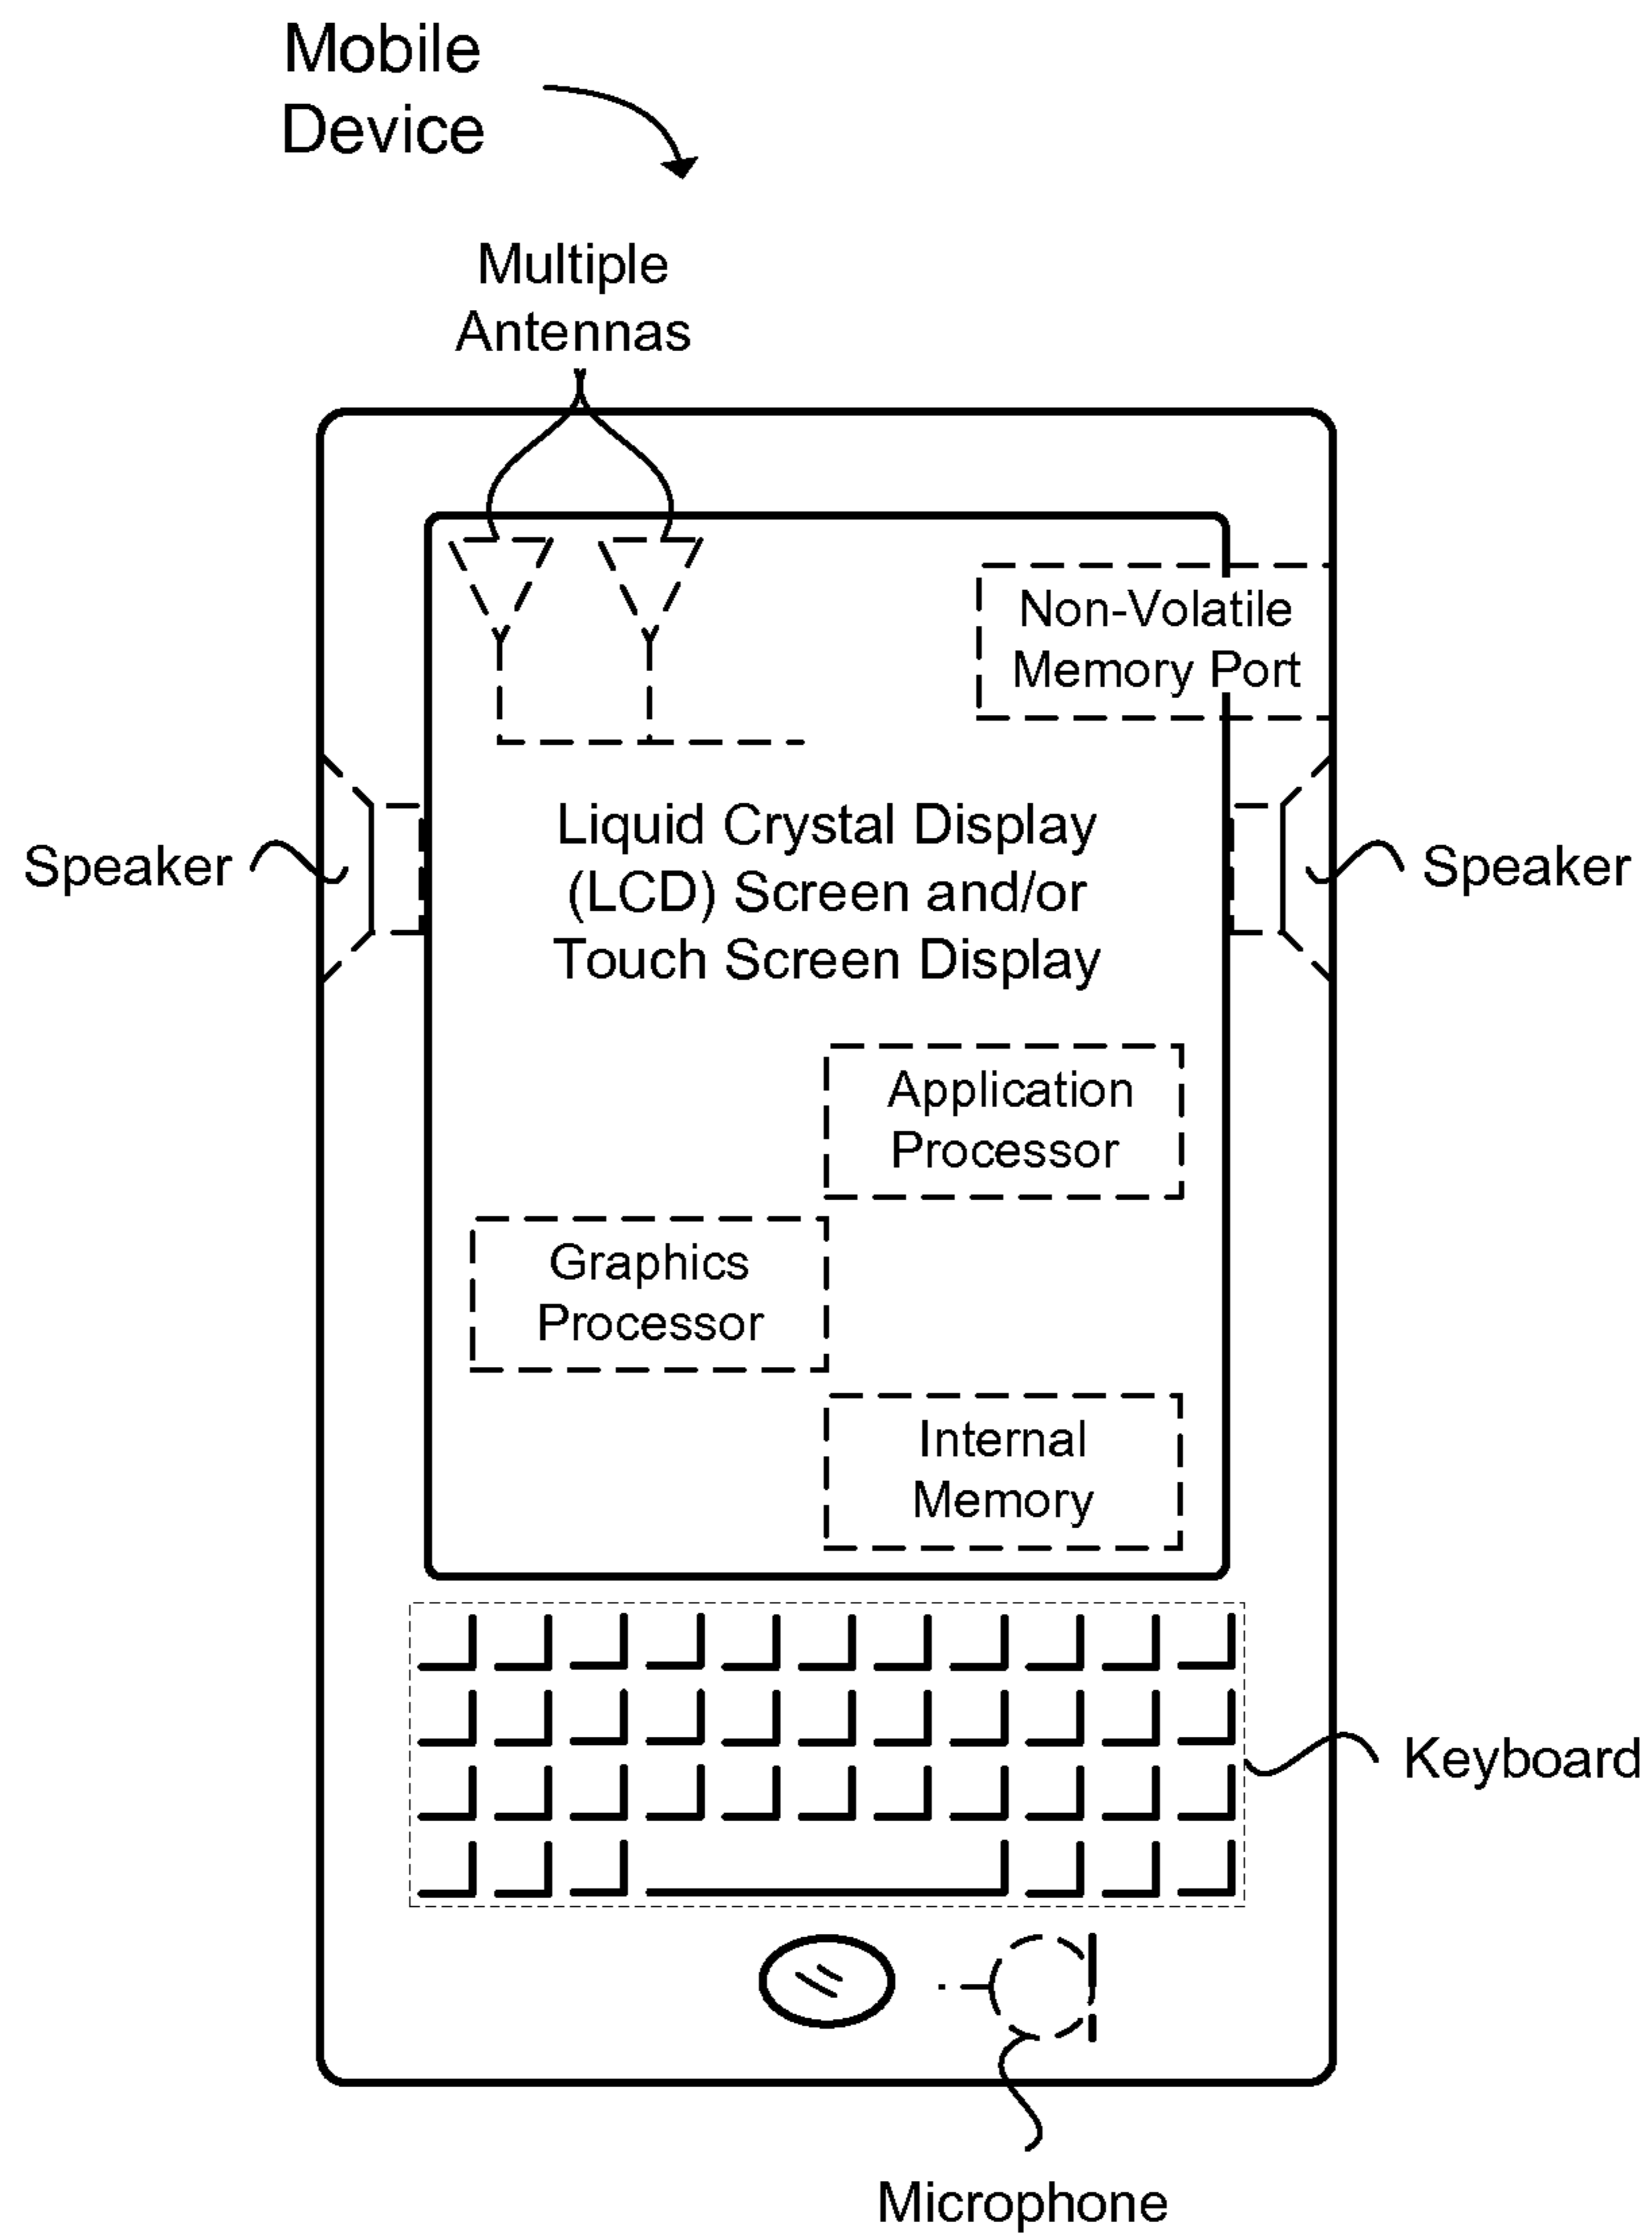 Mobile
Device
Multiple
Antennas
Non-Volatile
Memory Port
Liquid Crystal Display
(LCD) Screen and/or
Touch Screen Display
Speaker
Speaker
Application
Processor
Graphics
Processor
Internal
Memory
Keyboard
Microphone